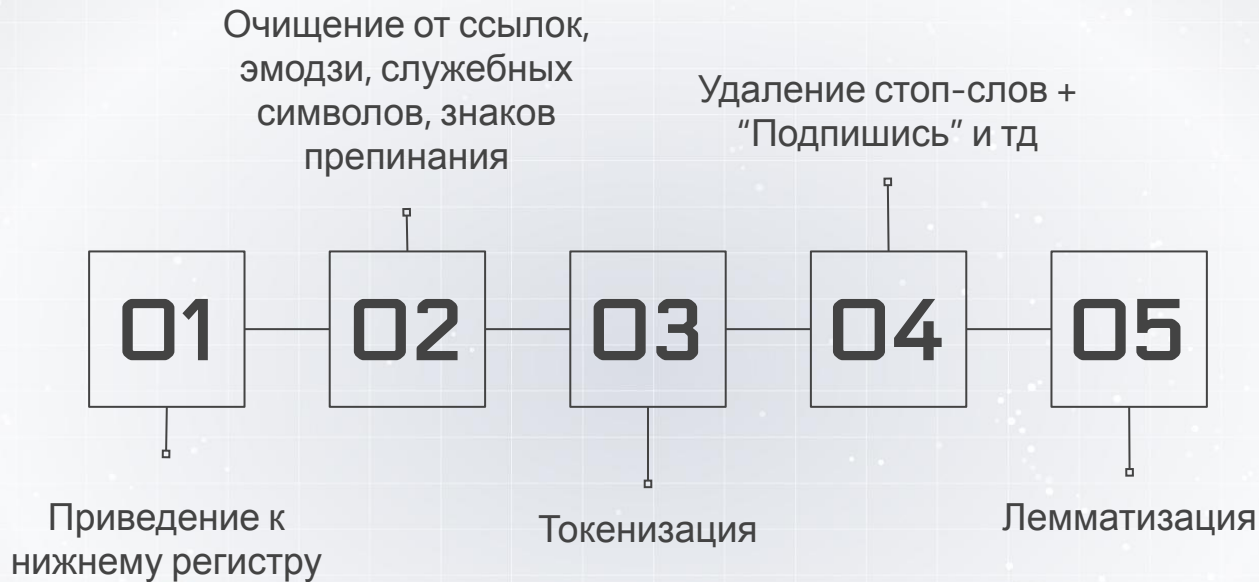 Очищение от ссылок,
эмодзи, служебных
символов, знаков
препинания
Удаление стоп-слов +
“Подпишись” и тд
01
02
03
04
05
Приведение к
нижнему регистру
Токенизация
Лемматизация